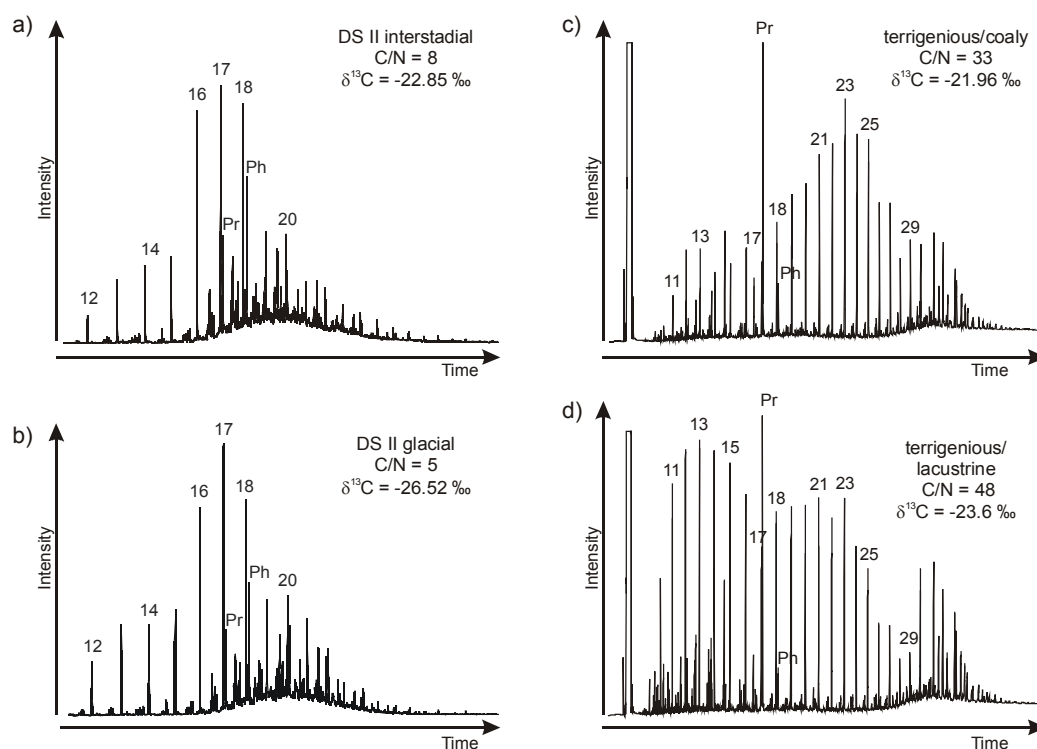 a)
DS II interstadial
C/N = 8
δ¹³C = -22.85 ‰
Intensity
12
14
16
17
Pr
18
Ph
20
Time
b)
DS II glacial
C/N = 5
δ¹³C = -26.52 ‰
Intensity
12
14
16
17
Pr
18
Ph
20
Time
c)
terrigenious/coaly
C/N = 33
δ¹³C = -21.96 ‰
Intensity
11
13
17
Pr
18
Ph
21
23
25
29
Time
d)
terrigenious/
lacustrine
C/N = 48
δ¹³C = -23.6 ‰
Intensity
11
13
15
17
Pr
18
Ph
21
23
25
29
Time